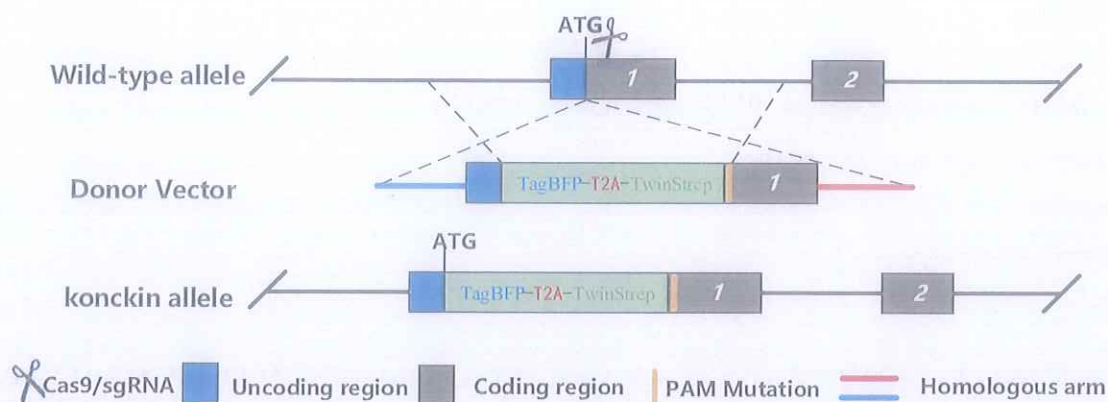 ATG
Wild-type allele
1
2
Donor Vector
TagBFP-T2A-TwinStrep
1
ATG
konckin allele
TagBFP-T2A-TwinStrep
1
2
Cas9/sgRNA
Uncoding region
Coding region
PAM Mutation
Homologous arm